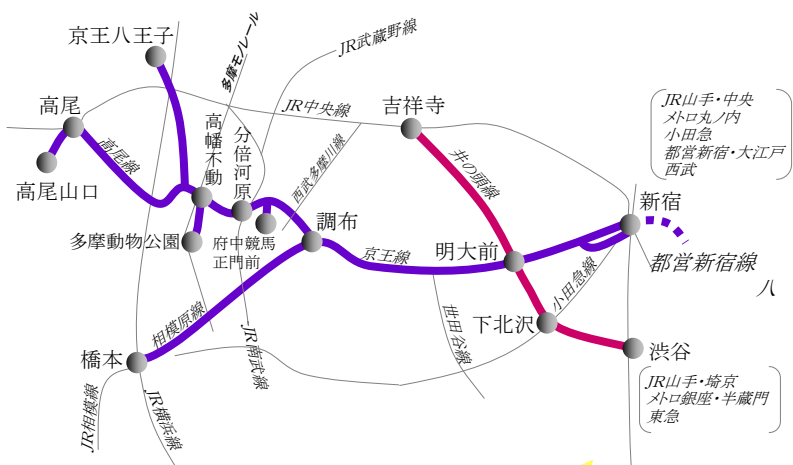 京王八王子
多摩モノレール
JR武蔵野線
高尾
JR中央線
吉祥寺
JR山手・中央
メトロ丸ノ内
小田急
都営新宿・大江戸
西武
高尾線
高幡不動
分倍河原
西武多摩川線
井の頭線
高尾山口
新宿
多摩動物公園
府中競馬
正門前
調布
京王線
明大前
都営新宿線
八
小田急線
相模原線
世田谷線
下北沢
橋本
渋谷
JR南武線
JR相模線
JR横浜線
JR山手・埼京
メトロ銀座・半蔵門
東急